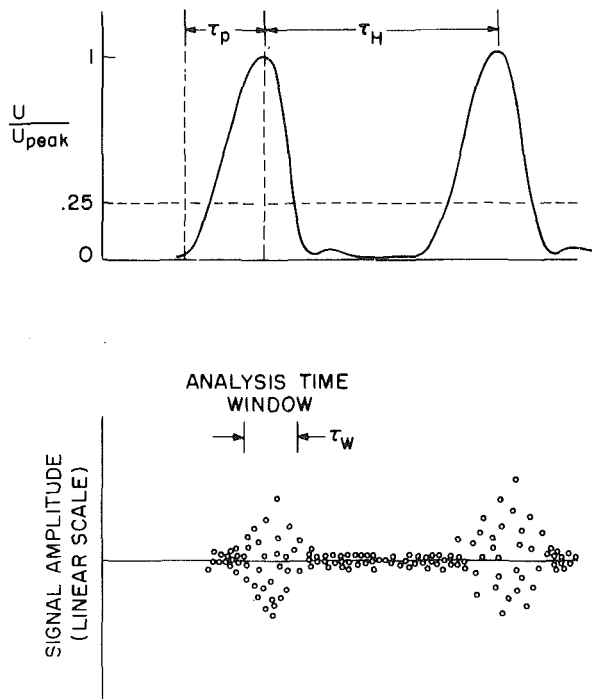 τp
τH
1
U
Upeak
.25
0
ANALYSIS TIME
WINDOW
τW
SIGNAL AMPLITUDE
(LINEAR SCALE)